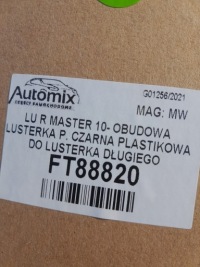 Automix
CZĘŚCI SAMOCHODOWE
G01256/2021
MAG: MW
LU R MASTER 10- OBUDOWA
LUSTERKA P. CZARNA PLASTIKOWA
DO LUSTERKA DŁUGIEGO
FT88820